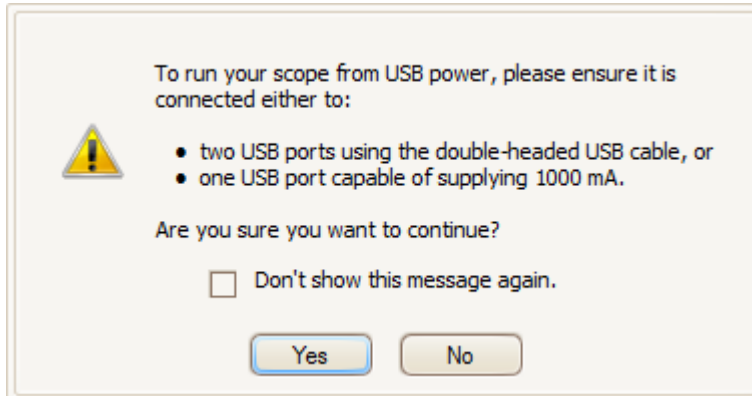 To run your scope from USB power, please ensure it is
connected either to:
• two USB ports using the double-headed USB cable, or
• one USB port capable of supplying 1000 mA.
Are you sure you want to continue?
Don't show this message again.
Yes No